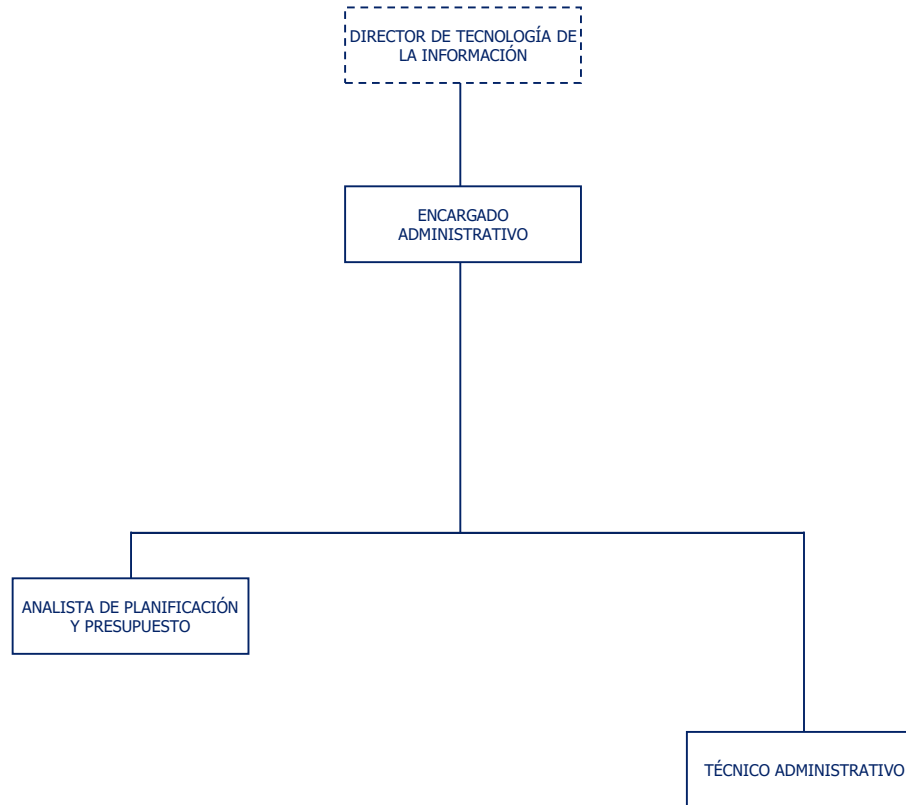 DIRECTOR DE TECNOLOGÍA DE
LA INFORMACIÓN
ENCARGADO
ADMINISTRATIVO
ANALISTA DE PLANIFICACIÓN
Y PRESUPUESTO
TÉCNICO ADMINISTRATIVO